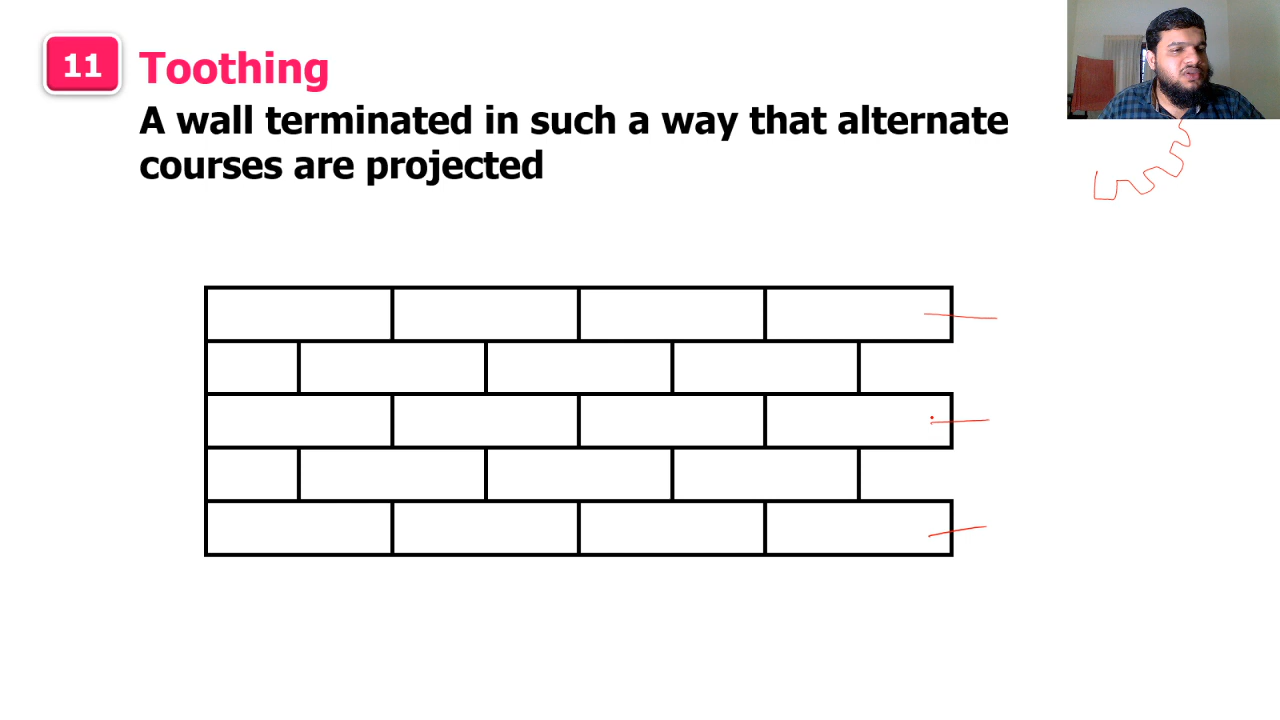 11
Toothing
A wall terminated in such a way that alternate
courses are projected